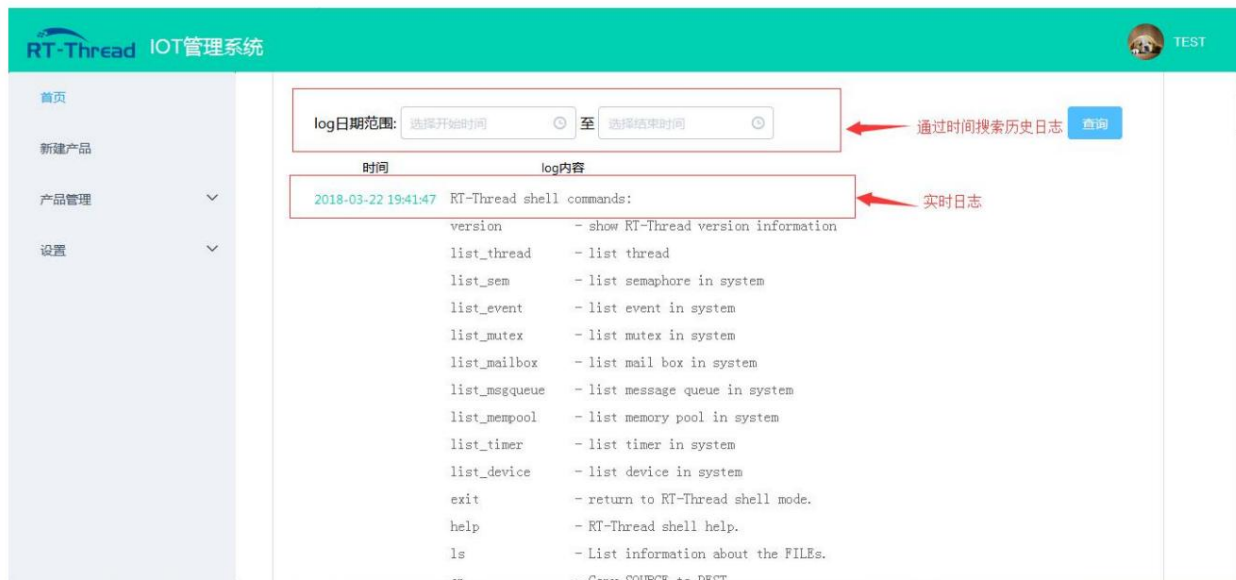 RT-Thread IOT管理系统 TEST
首页
新建产品
产品管理
设置
log日期范围: 选择开始时间 至 选择结束时间 通过时间搜索历史日志 查询
时间 log内容
2018-03-22 19:41:47 RT-Thread shell commands: 实时日志
version - show RT-Thread version information
list_thread - list thread
list_sem - list semaphore in system
list_event - list event in system
list_mutex - list mutex in system
list_mailbox - list mail box in system
list_msgqueue - list message queue in system
list_mempool - list memory pool in system
list_timer - list timer in system
list_device - list device in system
exit - return to RT-Thread shell mode.
help - RT-Thread shell help.
ls - List information about the FILEs.
- Copy SOURCE to DEST